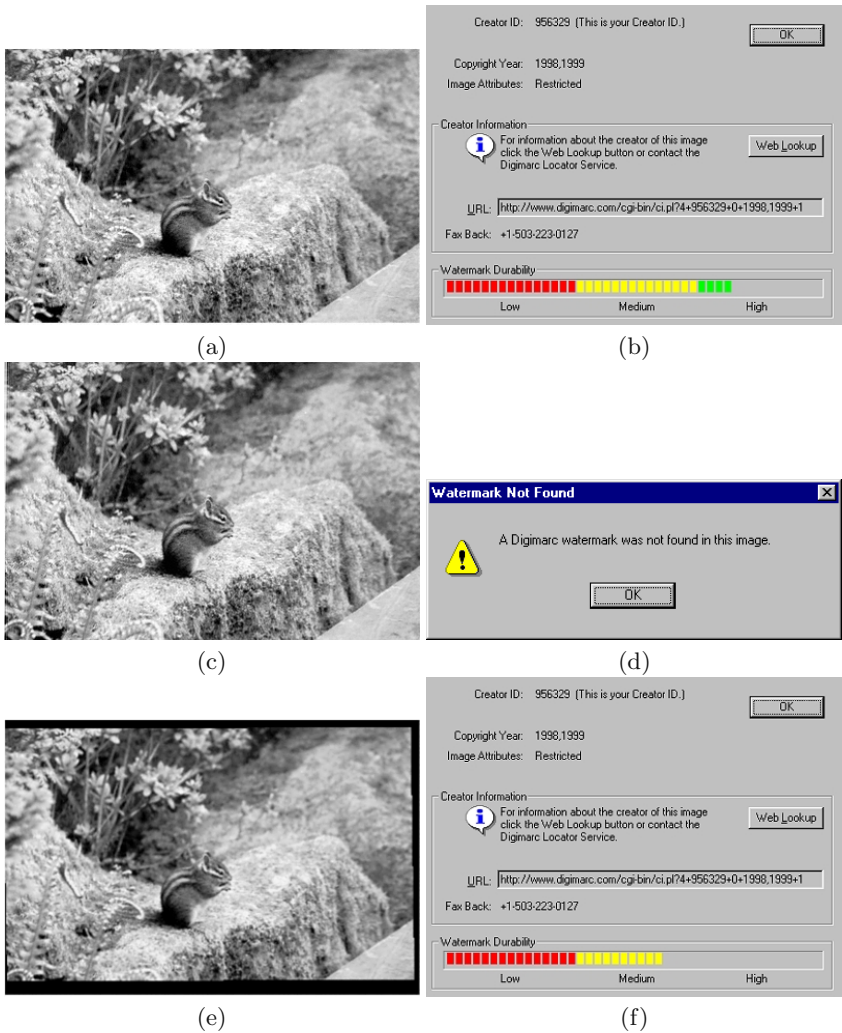 Creator ID: 956329 (This is your Creator ID.)
OK
Copyright Year: 1998,1999
Image Attributes: Restricted
Creator Information
For information about the creator of this image
click the Web Lookup button or contact the
Digimarc Locator Service.
Web Lookup
URL: http://www.digimarc.com/cgi-bin/ci.pl?4+956329+0+1998,1999+1
Fax Back: +1-503-223-0127
Watermark Durability
Low Medium High
(a) (b)
Watermark Not Found
A Digimarc watermark was not found in this image.
OK
(c) (d)
Creator ID: 956329 (This is your Creator ID.)
OK
Copyright Year: 1998,1999
Image Attributes: Restricted
Creator Information
For information about the creator of this image
click the Web Lookup button or contact the
Digimarc Locator Service.
Web Lookup
URL: http://www.digimarc.com/cgi-bin/ci.pl?4+956329+0+1998,1999+1
Fax Back: +1-503-223-0127
Watermark Durability
Low Medium High
(e) (f)